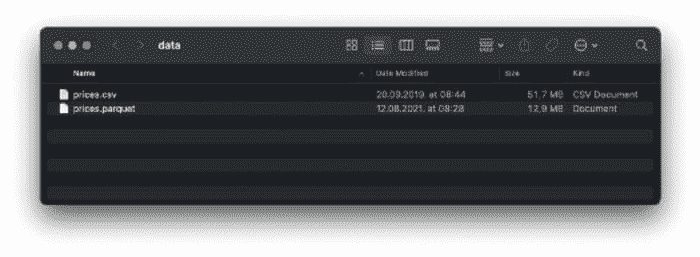 data
Name Date Modified Size Kind
prices.csv 20.09.2019. at 08:44 51,7 MB CSV Document
prices.parquet 12.08.2021. at 08:28 12,9 MB Document